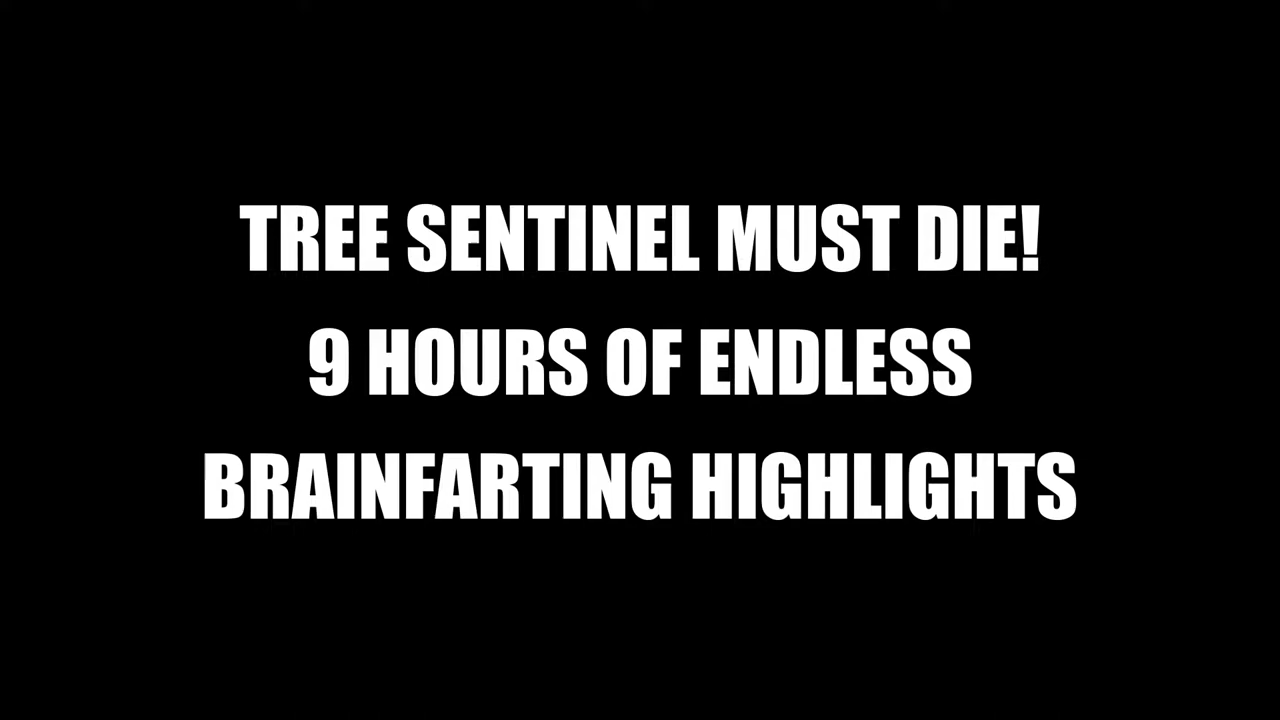 TREE SENTINEL MUST DIE!
9 HOURS OF ENDLESS
BRAINFARTING HIGHLIGHTS